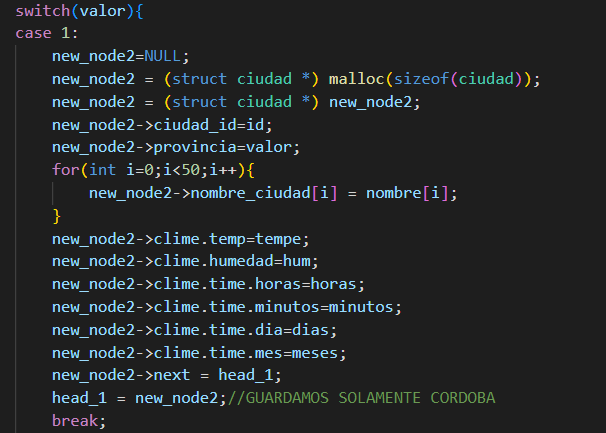 switch(valor){
case 1:
new_node2=NULL;
new_node2 = (struct ciudad *) malloc(sizeof(ciudad));
new_node2 = (struct ciudad *) new_node2;
new_node2->ciudad_id=id;
new_node2->provincia=valor;
for(int i=0;i<50;i++){
new_node2->nombre_ciudad[i] = nombre[i];
}
new_node2->clime.temp=tempe;
new_node2->clime.humedad=hum;
new_node2->clime.time.horas=horas;
new_node2->clime.time.minutos=minutos;
new_node2->clime.time.dia=dias;
new_node2->clime.time.mes=meses;
new_node2->next = head_1;
head_1 = new_node2;//GUARDAMOS SOLAMENTE CORDOBA
break;